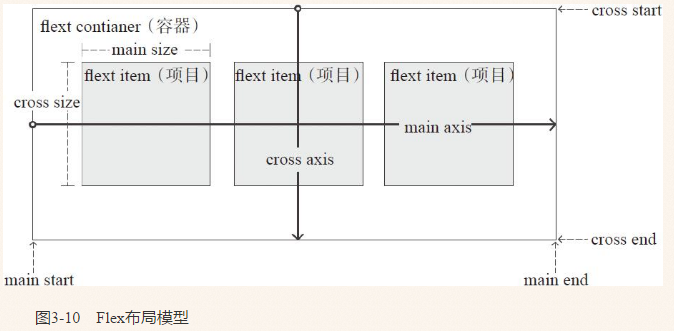 cross start
flext contianer（容器）
main size
flext item（项目）
flext item（项目）
flext item（项目）
cross size
main axis
cross axis
cross end
main start
main end
图3-10 Flex布局模型